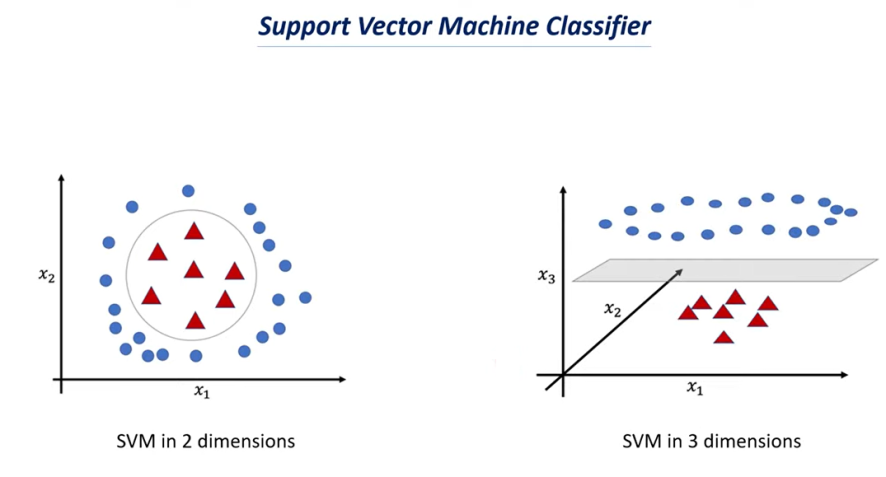 Support Vector Machine Classifier
x₂
x₁
SVM in 2 dimensions
x₃
x₂
x₁
SVM in 3 dimensions